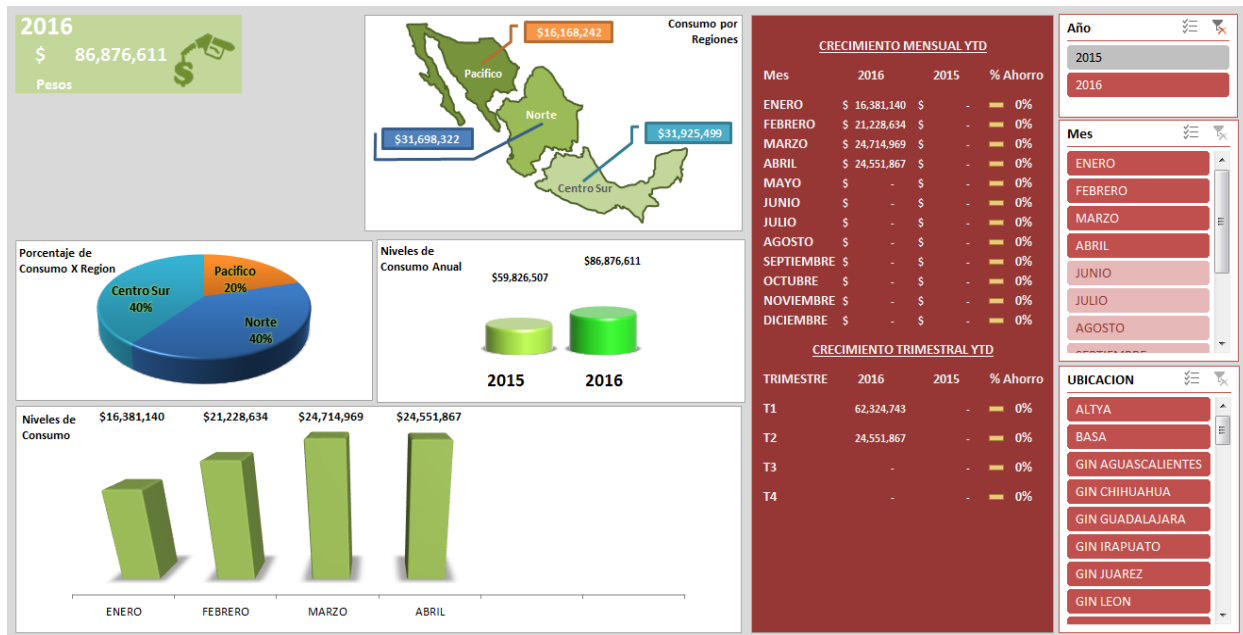 2016
$ 86,876,611
Pesos
Consumo por
Regiones
$16,168,242
Pacifico
Norte
$31,698,322
$31,925,499
Centro Sur
Porcentaje de
Consumo X Region
Pacifico
20%
Centro Sur
40%
Norte
40%
Niveles de
Consumo Anual
$59,826,507
$86,876,611
2015 2016
Niveles de
Consumo
$16,381,140 $21,228,634 $24,714,969 $24,551,867
ENERO FEBRERO MARZO ABRIL
CRECIMIENTO MENSUAL YTD
Mes 2016 2015 % Ahorro
ENERO $ 16,381,140 $ - 0%
FEBRERO $ 21,228,634 $ - 0%
MARZO $ 24,714,969 $ - 0%
ABRIL $ 24,551,867 $ - 0%
MAYO $ - $ - 0%
JUNIO $ - $ - 0%
JULIO $ - $ - 0%
AGOSTO $ - $ - 0%
SEPTIEMBRE $ - $ - 0%
OCTUBRE $ - $ - 0%
NOVIEMBRE $ - $ - 0%
DICIEMBRE $ - $ - 0%
CRECIMIENTO TRIMESTRAL YTD
TRIMESTRE 2016 2015 % Ahorro
T1 62,324,743 - 0%
T2 24,551,867 - 0%
T3 - - 0%
T4 - - 0%
Año
2015
2016
Mes
ENERO
FEBRERO
MARZO
ABRIL
JUNIO
JULIO
AGOSTO
SEPTIEMBRE
UBICACION
ALTYA
BASA
GIN AGUASCALIENTES
GIN CHIHUAHUA
GIN GUADALAJARA
GIN IRAPUATO
GIN JUAREZ
GIN LEON